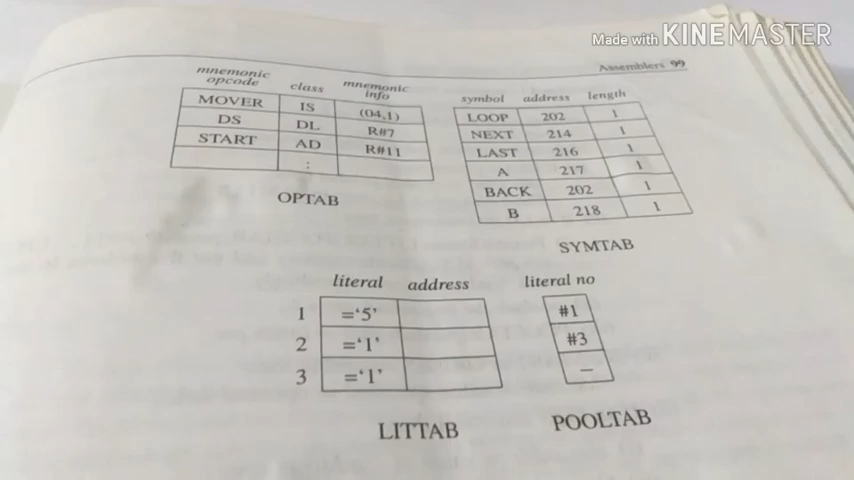 Made with KINEMASTER
Assemblers 99
mnemonic opcode class mnemonic info
MOVER IS (04,1)
DS DL R#7
START AD R#11
:
OPTAB
symbol address length
LOOP 202 1
NEXT 214 1
LAST 216 1
A 217 1
BACK 202 1
B 218 1
SYMTAB
literal address
1 ='5'
2 ='1'
3 ='1'
LITTAB
literal no
#1
#3
–
POOLTAB